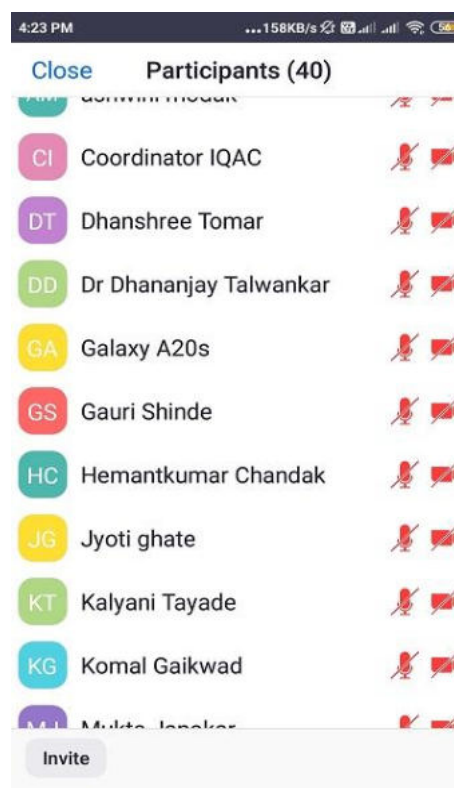 4:23 PM ...158KB/s 56
Close Participants (40)
CI Coordinator IQAC
DT Dhanshree Tomar
DD Dr Dhananjay Talwankar
GA Galaxy A20s
GS Gauri Shinde
HC Hemantkumar Chandak
JG Jyoti ghate
KT Kalyani Tayade
KG Komal Gaikwad
Invite